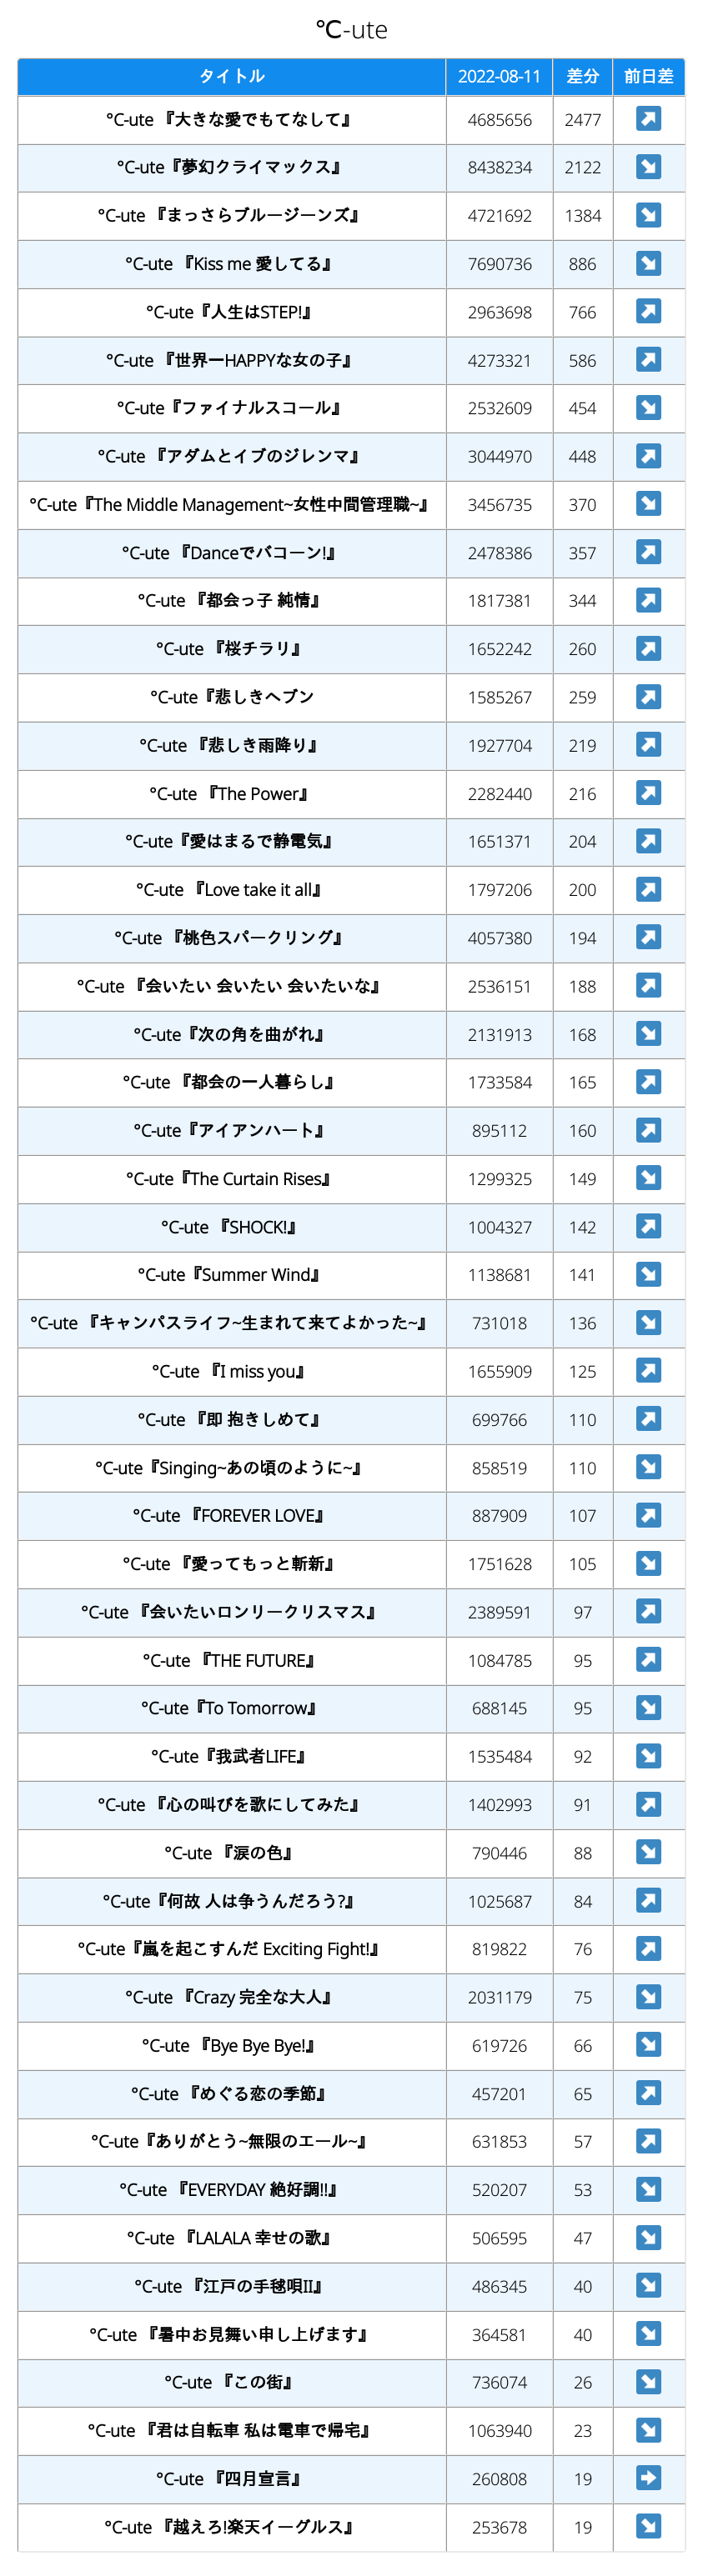 ℃-ute
タイトル 2022-08-11 差分 前日差
°C-ute 『大きな愛でもてなして』 4685656 2477 ↗
°C-ute『夢幻クライマックス』 8438234 2122 ↘
°C-ute 『まっさらブルージーンズ』 4721692 1384 ↘
°C-ute 『Kiss me 愛してる』 7690736 886 ↘
°C-ute『人生はSTEP!』 2963698 766 ↗
°C-ute 『世界一HAPPYな女の子』 4273321 586 ↗
°C-ute『ファイナルスコール』 2532609 454 ↘
°C-ute 『アダムとイブのジレンマ』 3044970 448 ↗
°C-ute『The Middle Management~女性中間管理職~』 3456735 370 ↘
°C-ute 『Danceでバコーン!』 2478386 357 ↗
°C-ute 『都会っ子 純情』 1817381 344 ↗
°C-ute 『桜チラリ』 1652242 260 ↗
°C-ute『悲しきヘブン 1585267 259 ↗
°C-ute 『悲しき雨降り』 1927704 219 ↗
°C-ute 『The Power』 2282440 216 ↗
°C-ute『愛はまるで静電気』 1651371 204 ↗
°C-ute 『Love take it all』 1797206 200 ↗
°C-ute 『桃色スパークリング』 4057380 194 ↗
°C-ute 『会いたい 会いたい 会いたいな』 2536151 188 ↗
°C-ute『次の角を曲がれ』 2131913 168 ↘
°C-ute 『都会の一人暮らし』 1733584 165 ↗
°C-ute『アイアンハート』 895112 160 ↗
°C-ute『The Curtain Rises』 1299325 149 ↘
°C-ute 『SHOCK!』 1004327 142 ↗
°C-ute『Summer Wind』 1138681 141 ↘
°C-ute 『キャンパスライフ~生まれて来てよかった~』 731018 136 ↘
°C-ute 『I miss you』 1655909 125 ↗
°C-ute 『即 抱きしめて』 699766 110 ↗
°C-ute『Singing~あの頃のように~』 858519 110 ↘
°C-ute 『FOREVER LOVE』 887909 107 ↗
°C-ute 『愛ってもっと斬新』 1751628 105 ↘
°C-ute 『会いたいロンリークリスマス』 2389591 97 ↗
°C-ute 『THE FUTURE』 1084785 95 ↗
°C-ute『To Tomorrow』 688145 95 ↘
°C-ute『我武者LIFE』 1535484 92 ↘
°C-ute 『心の叫びを歌にしてみた』 1402993 91 ↗
°C-ute 『涙の色』 790446 88 ↘
°C-ute『何故 人は争うんだろう?』 1025687 84 ↗
°C-ute『嵐を起こすんだ Exciting Fight!』 819822 76 ↗
°C-ute 『Crazy 完全な大人』 2031179 75 ↘
°C-ute 『Bye Bye Bye!』 619726 66 ↘
°C-ute 『めぐる恋の季節』 457201 65 ↗
°C-ute『ありがとう~無限のエール~』 631853 57 ↗
°C-ute 『EVERYDAY 絶好調!!』 520207 53 ↘
°C-ute 『LALALA 幸せの歌』 506595 47 ↘
°C-ute 『江戸の手毬唄II』 486345 40 ↘
°C-ute 『暑中お見舞い申し上げます』 364581 40 ↘
°C-ute 『この街』 736074 26 ↘
°C-ute 『君は自転車 私は電車で帰宅』 1063940 23 ↘
°C-ute 『四月宣言』 260808 19 →
°C-ute 『越えろ!楽天イーグルス』 253678 19 ↘